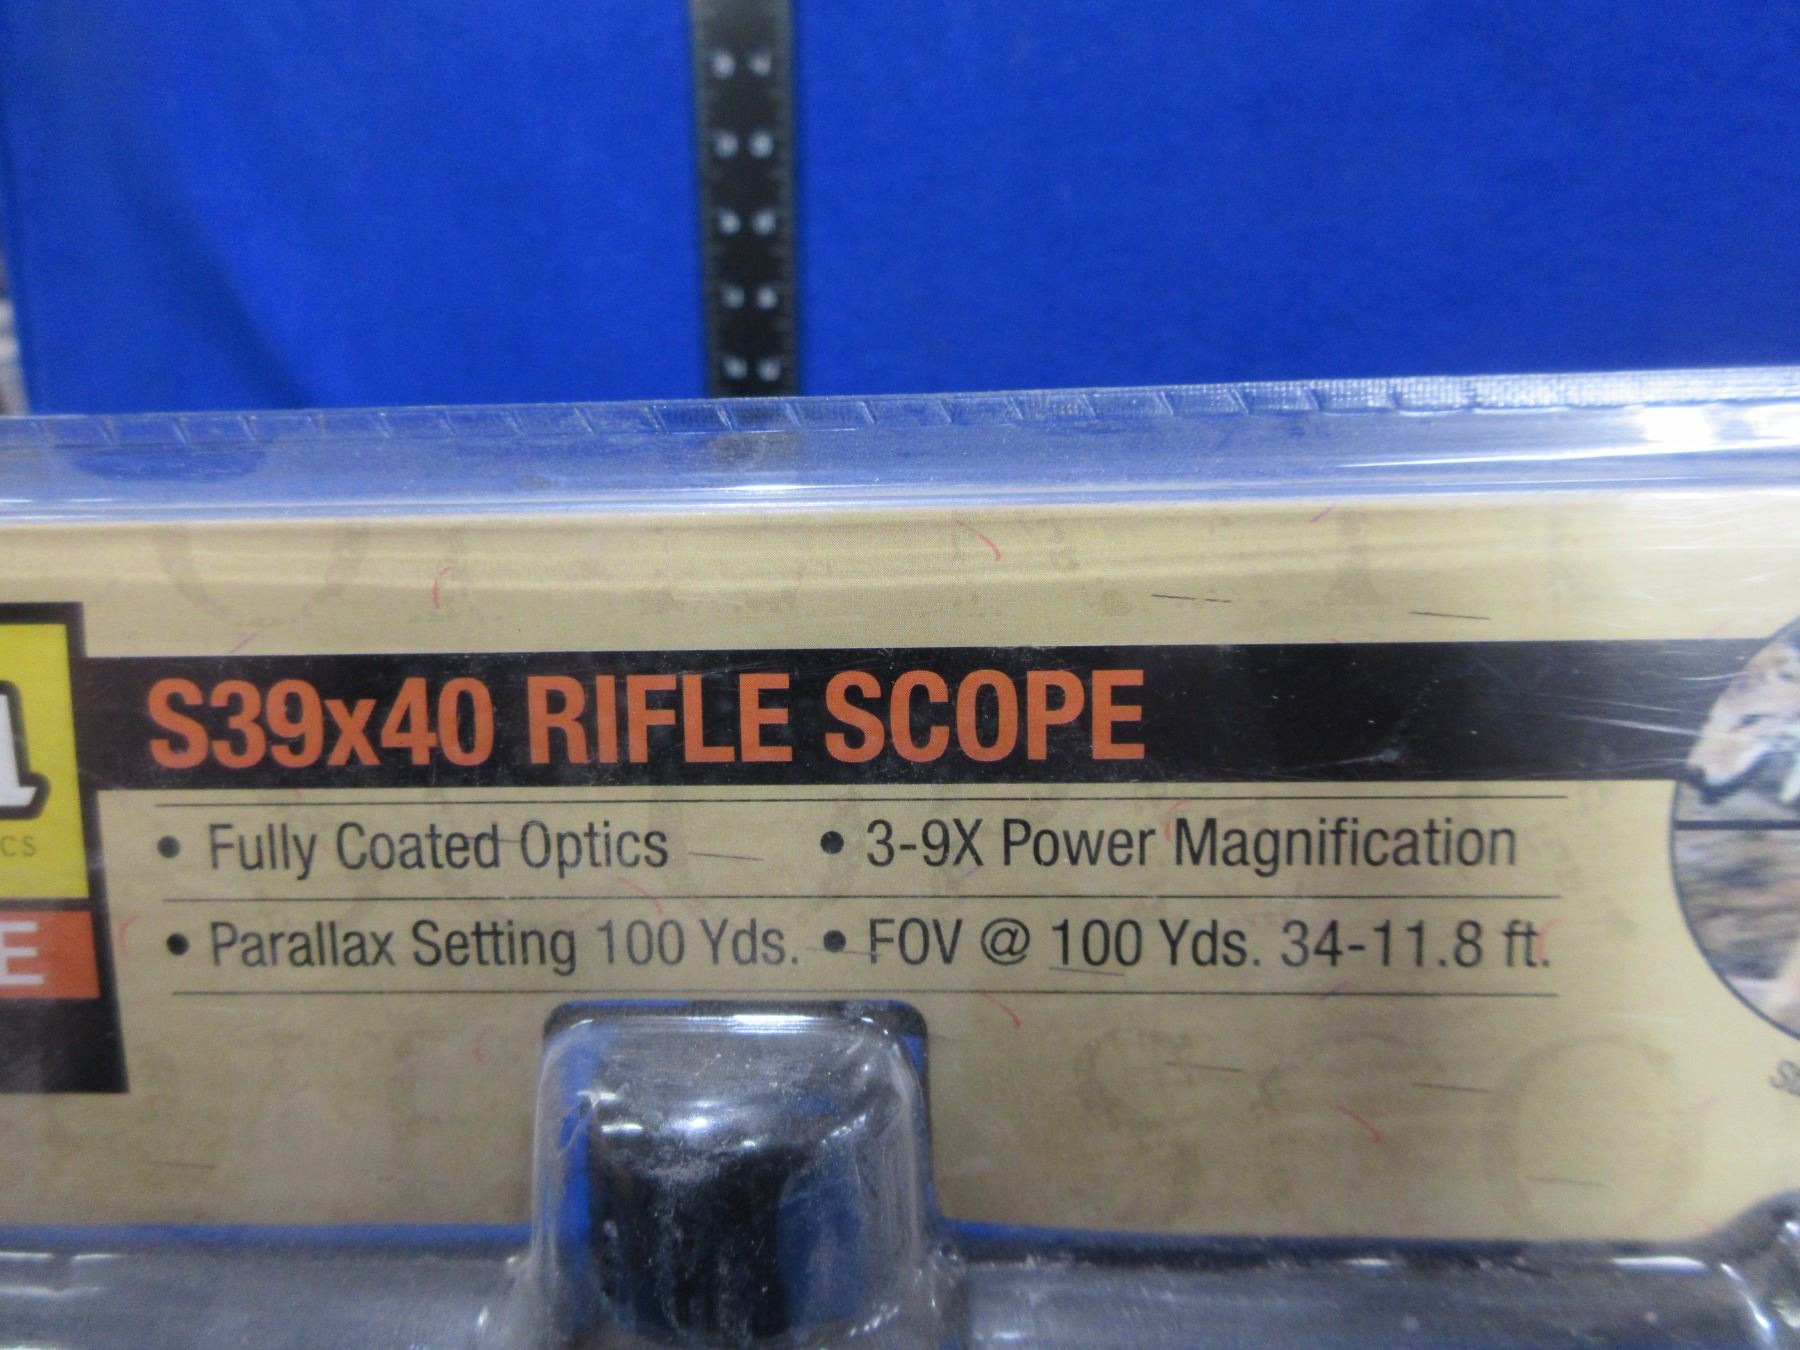 S39x40 RIFLE SCOPE
• Fully Coated Optics • 3-9X Power Magnification
• Parallax Setting 100 Yds. • FOV @ 100 Yds. 34-11.8 ft.